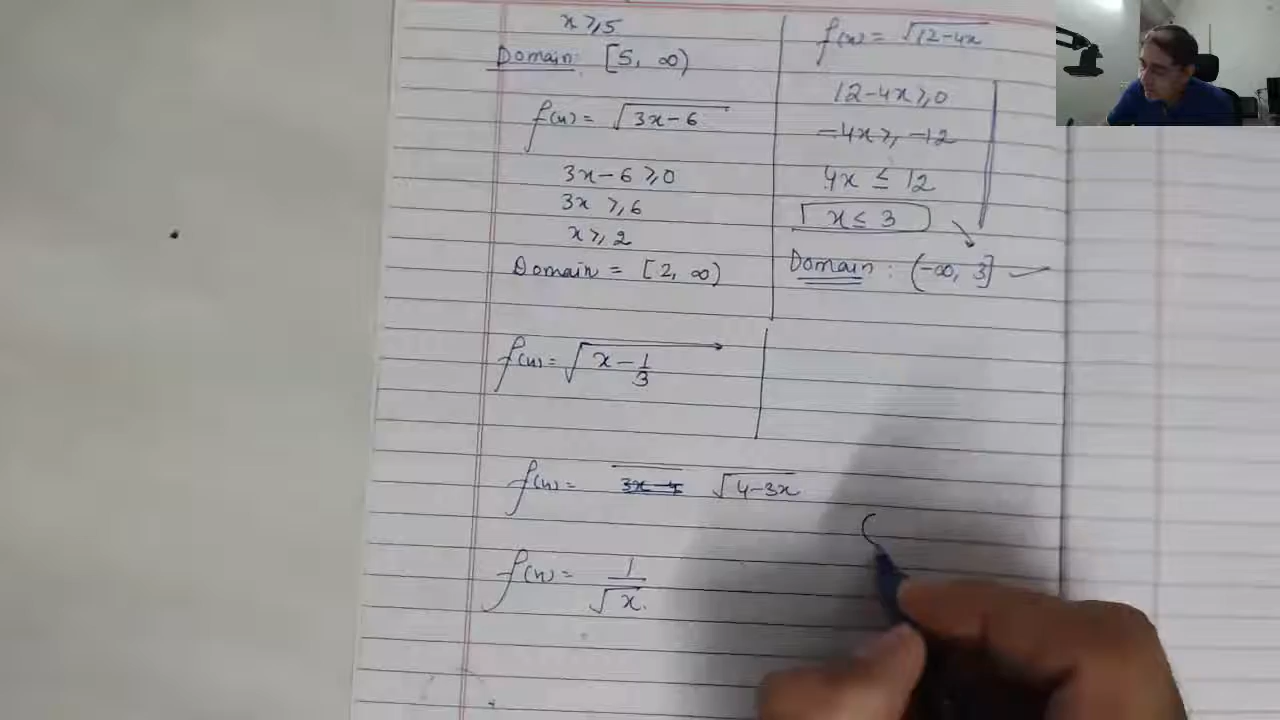 x ≥ 5
Domain: [5, ∞)
f(x) = √3x-6
3x-6 ≥ 0
3x ≥ 6
x ≥ 2
Domain = [2, ∞)
f(x) = √12-4x
12-4x ≥ 0
-4x ≥ -12
4x ≤ 12
x ≤ 3
Domain: (-∞, 3]
f(x) = √x - 1/3
f(x) = √4-3x
f(x) = 1/√x